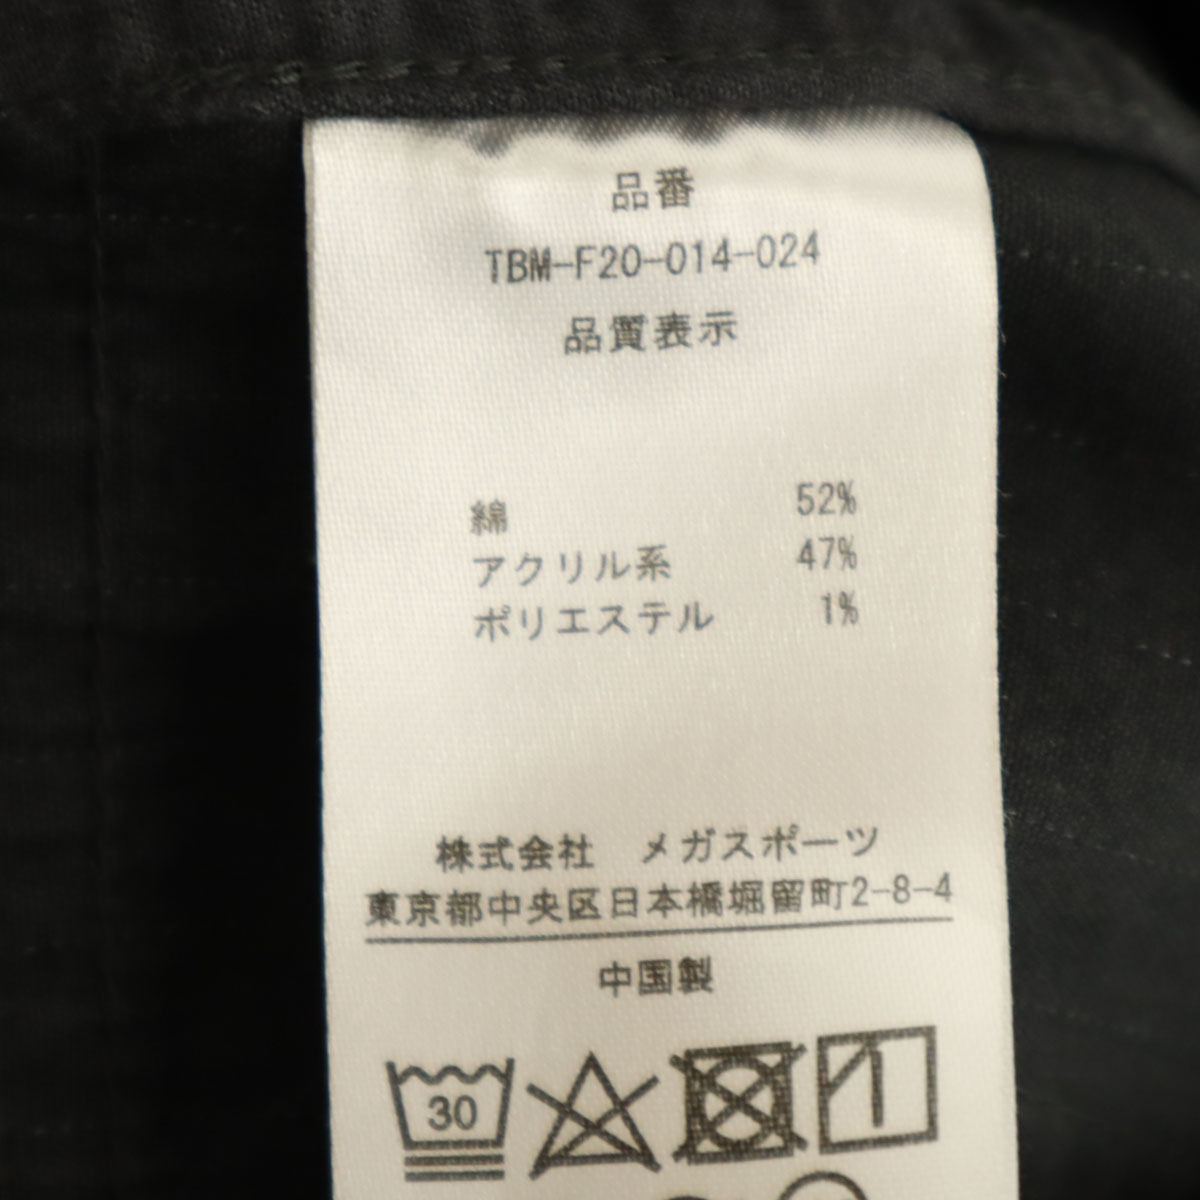 品番
TBM-F20-014-024
品質表示
綿 52%
アクリル系 47%
ポリエステル 1%
株式会社 メガスポーツ
東京都中央区日本橋堀留町2-8-4
中国製
30